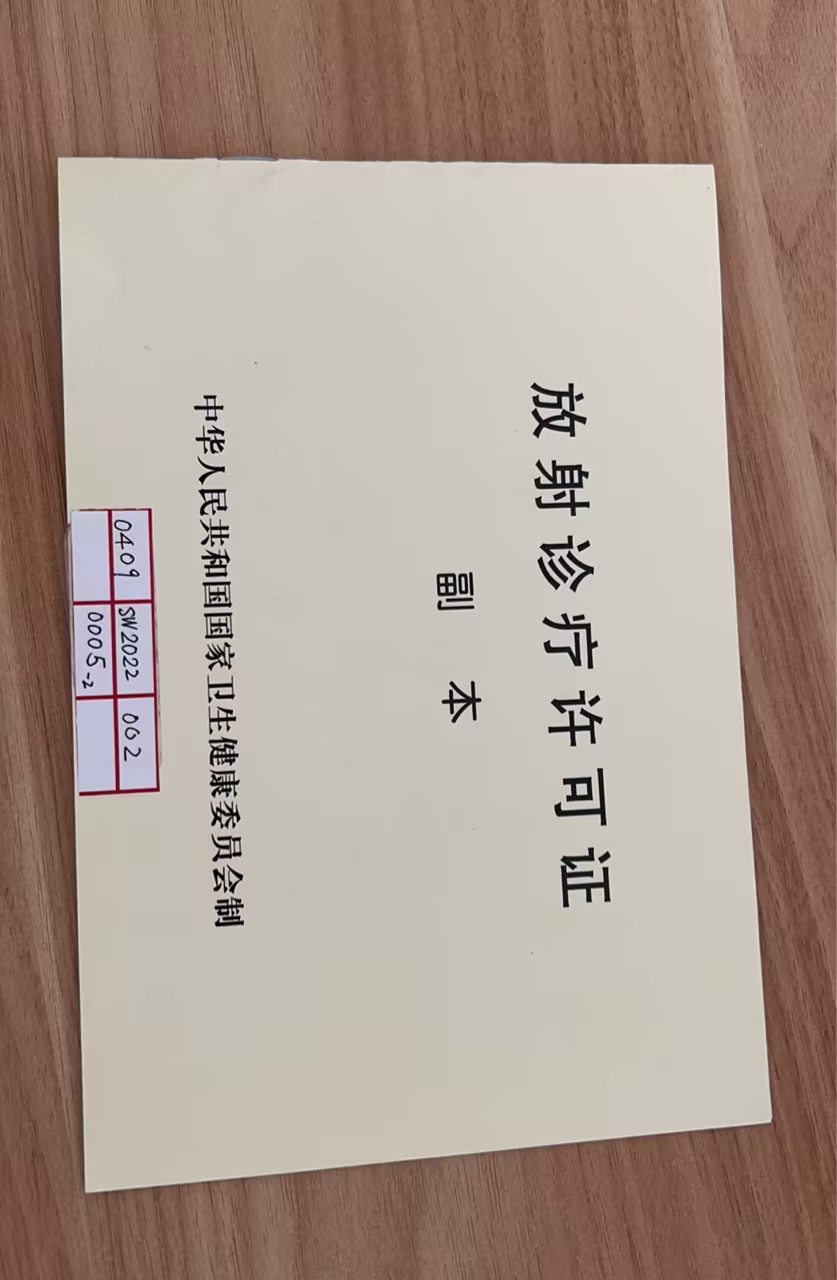 放射诊疗许可证
副本
中华人民共和国国家卫生健康委员会制
0409 SW2022 062
0005-2